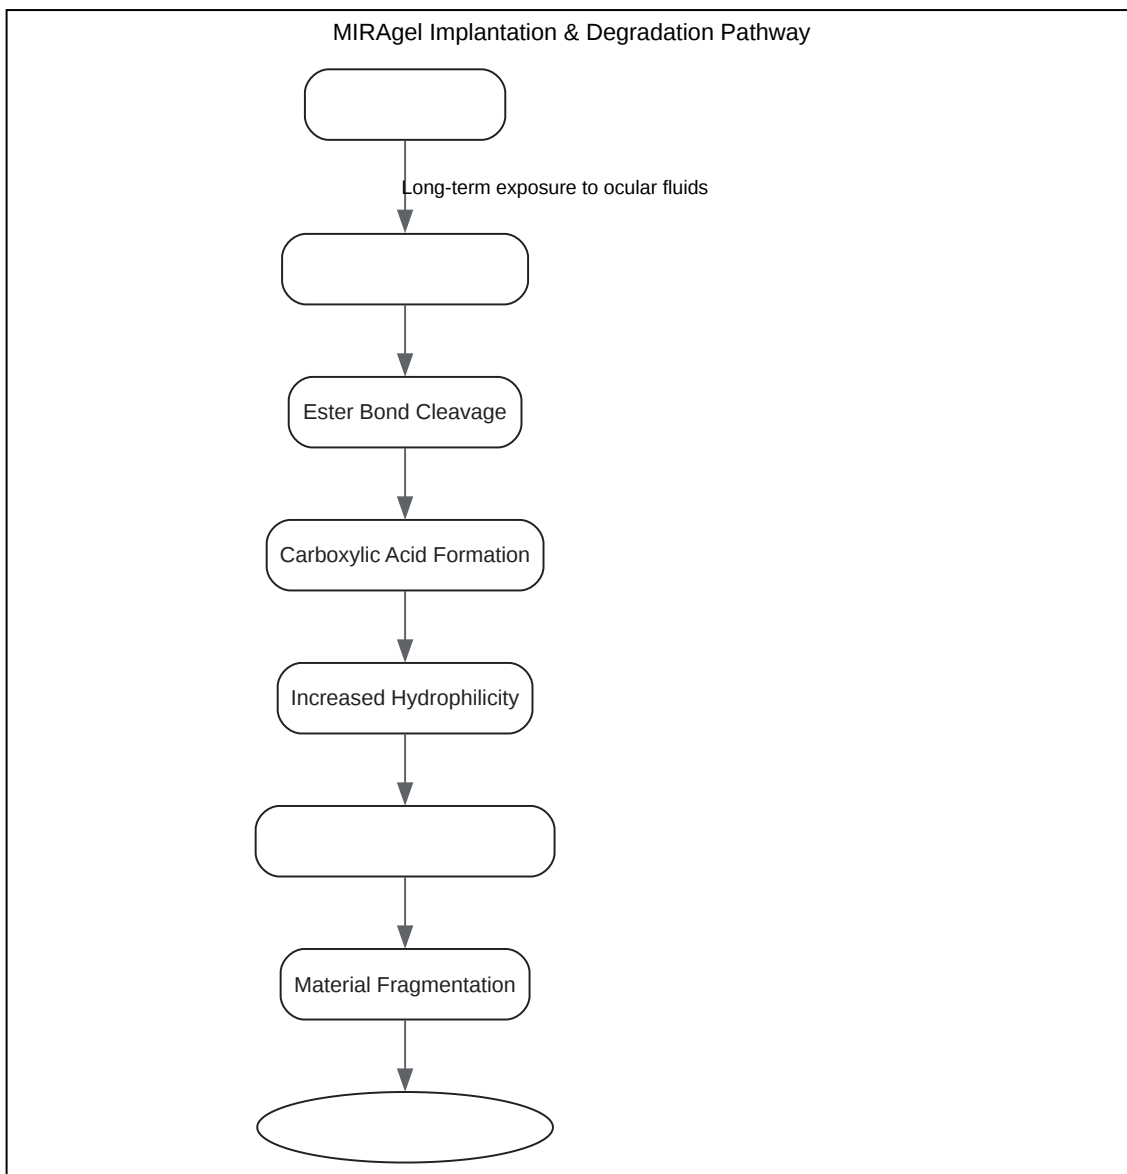 MIRAgel Implantation & Degradation Pathway
Long-term exposure to ocular fluids
Ester Bond Cleavage
Carboxylic Acid Formation
Increased Hydrophilicity
Material Fragmentation